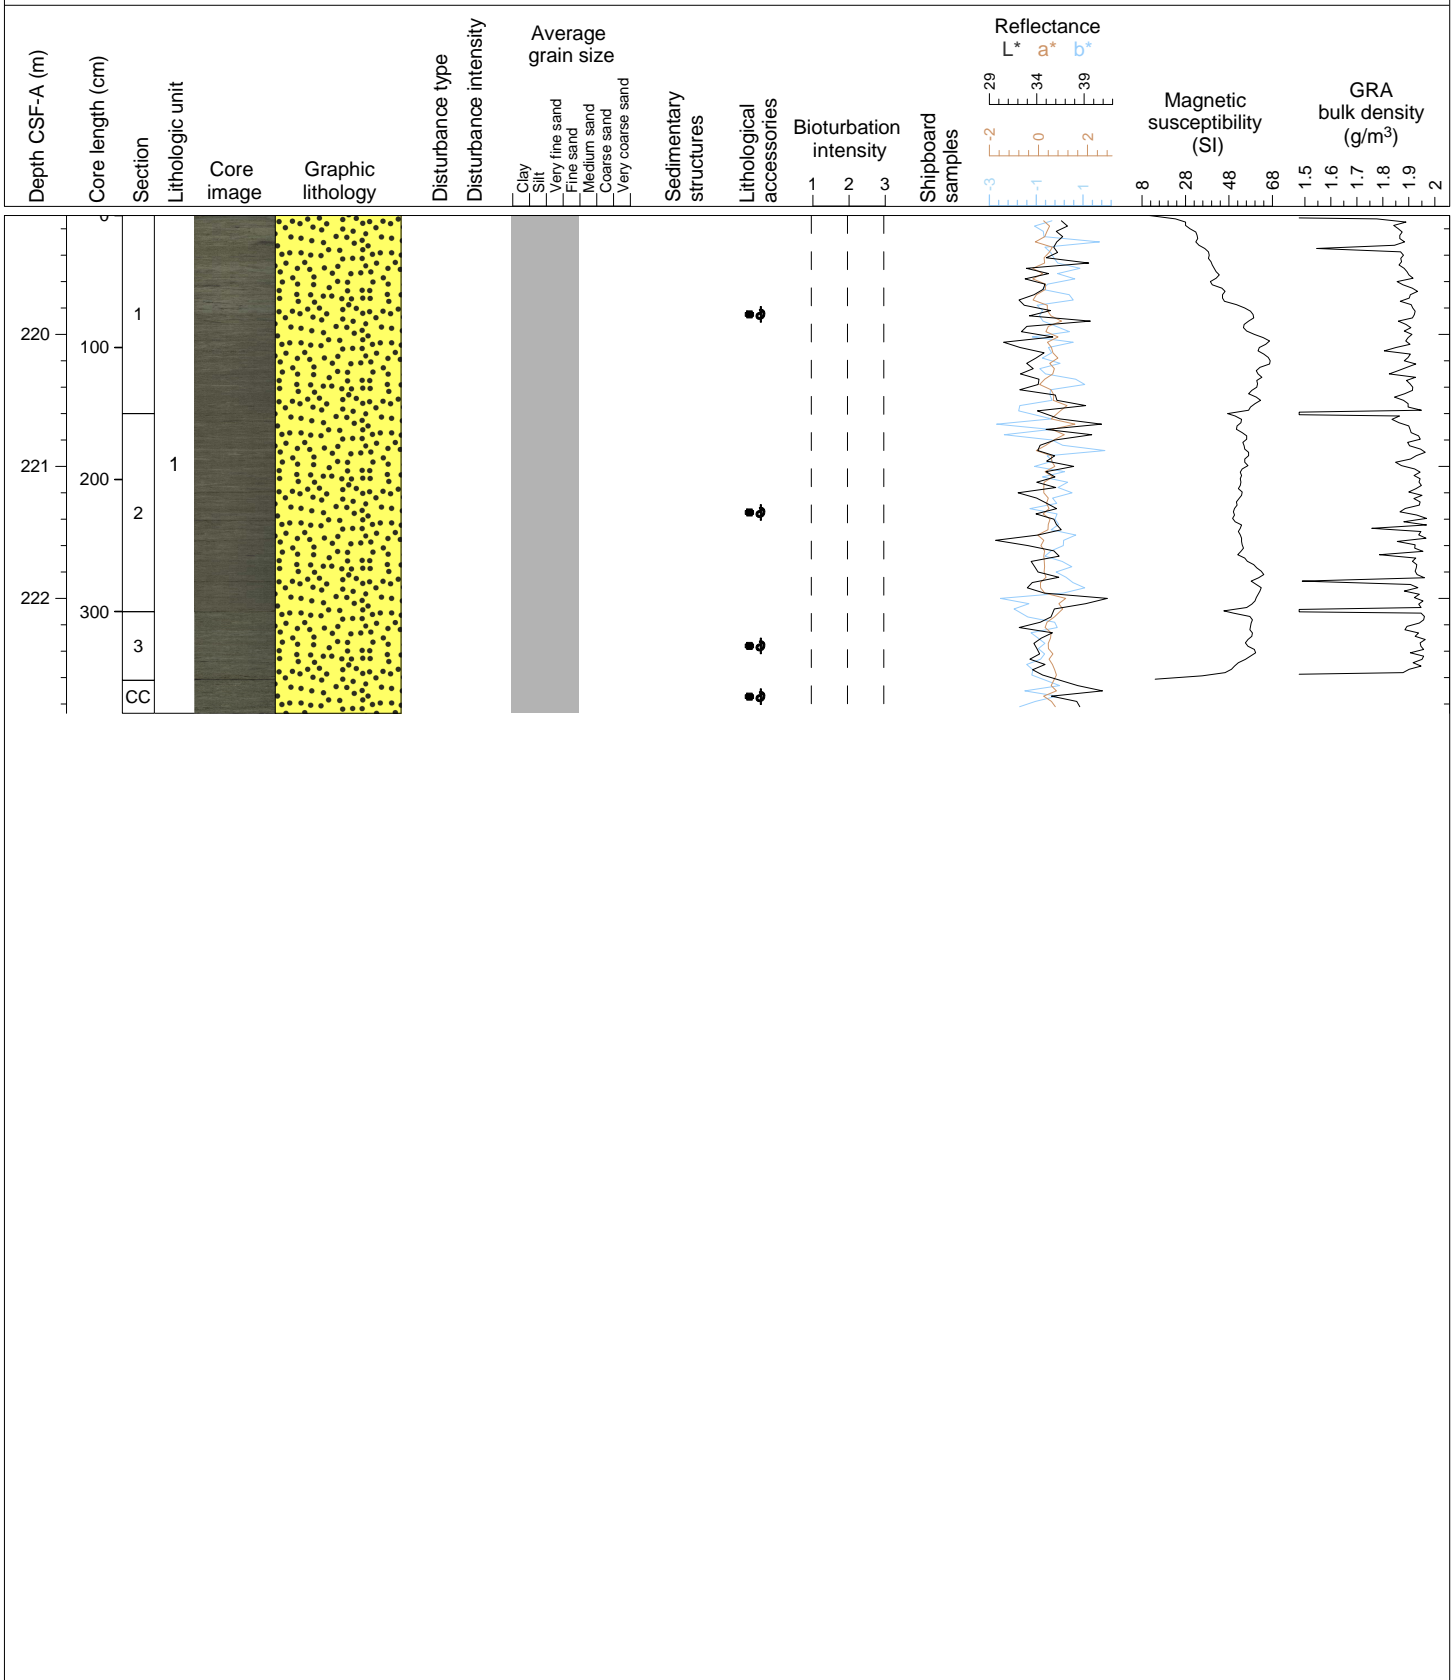 Depth CSF-A (m)
Core length (cm)
Section
Lithologic unit
Core
image
Graphic
lithology
Disturbance type
Disturbance intensity
Average
grain size
Clay
Silt
Very fine sand
Fine sand
Medium sand
Coarse sand
Very coarse sand
Sedimentary
structures
Lithological
accessories
Bioturbation
intensity
1 2 3
Shipboard
samples
Reflectance
L* a* b*
29 34 39
-2 0 2
-3 -1 1
Magnetic
susceptibility
(SI)
8 28 48 68
GRA
bulk density
(g/m3)
1.5 1.6 1.7 1.8 1.9 2
0
1
220
100
1
221
200
2
222
300
3
CC